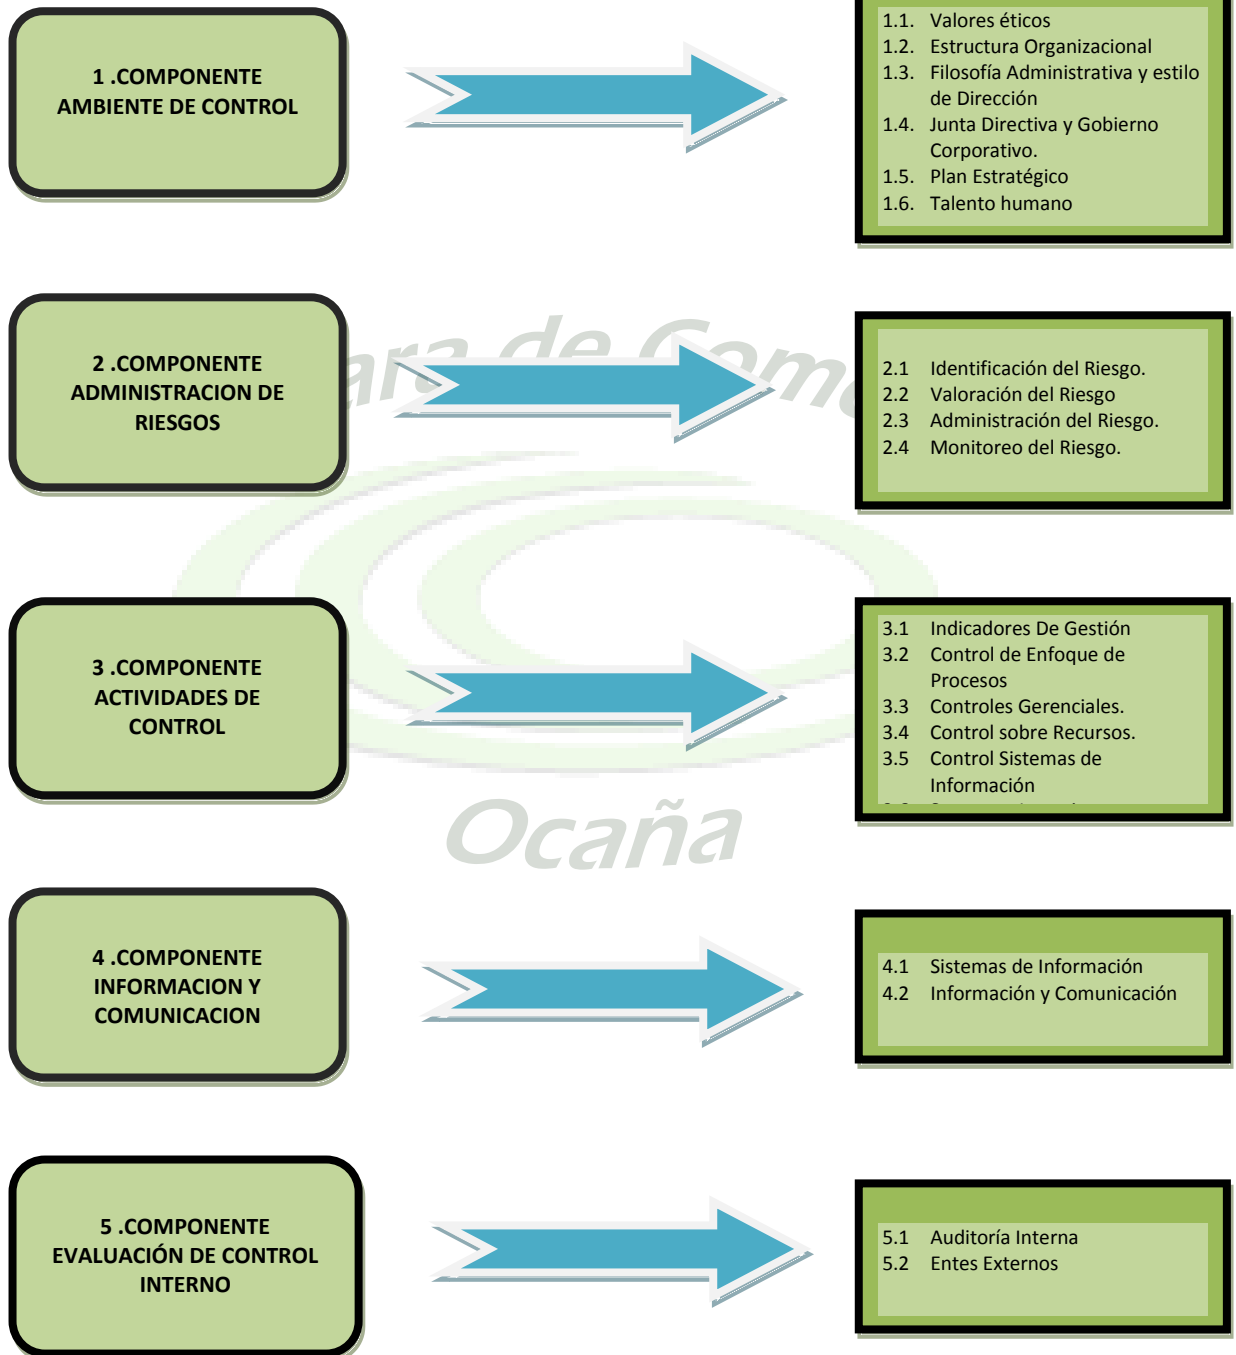 1 .COMPONENTE
AMBIENTE DE CONTROL
1.1. Valores éticos
1.2. Estructura Organizacional
1.3. Filosofía Administrativa y estilo
de Dirección
1.4. Junta Directiva y Gobierno
Corporativo.
1.5. Plan Estratégico
1.6. Talento humano
2 .COMPONENTE
ADMINISTRACION DE
RIESGOS
2.1 Identificación del Riesgo.
2.2 Valoración del Riesgo
2.3 Administración del Riesgo.
2.4 Monitoreo del Riesgo.
de
3 .COMPONENTE
ACTIVIDADES DE
CONTROL
3.1 Indicadores De Gestión
3.2 Control de Enfoque de
Procesos
3.3 Controles Gerenciales.
3.4 Control sobre Recursos.
3.5 Control Sistemas de
Información
Ocaña
4 .COMPONENTE
INFORMACION Y
COMUNICACION
4.1 Sistemas de Información
4.2 Información y Comunicación
5 .COMPONENTE
EVALUACIÓN DE CONTROL
INTERNO
5.1 Auditoría Interna
5.2 Entes Externos